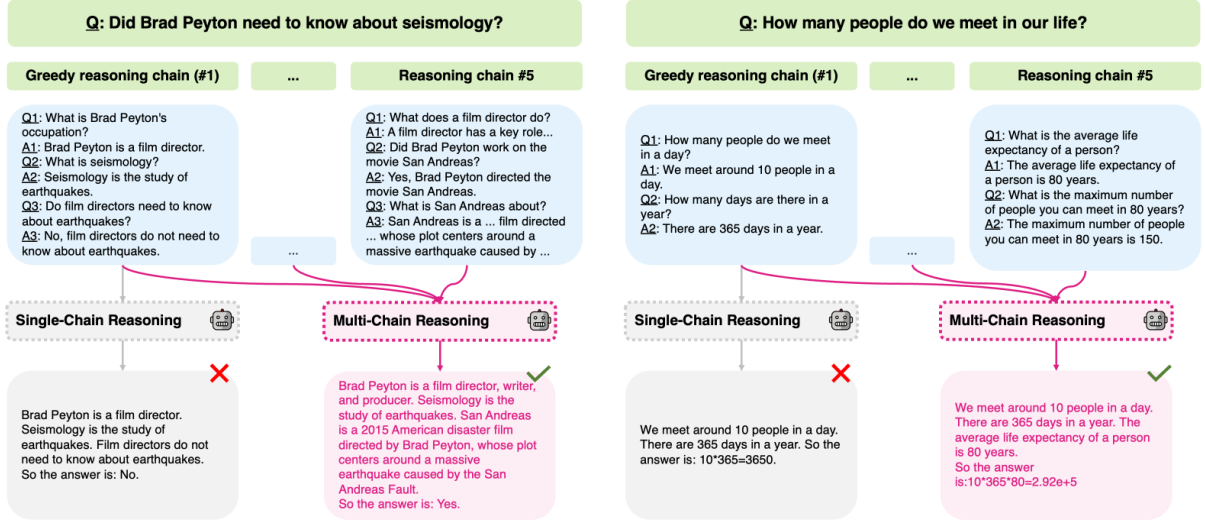 Q: Did Brad Peyton need to know about seismology?
Greedy reasoning chain (#1)
...
Reasoning chain #5
Q1: What is Brad Peyton's
occupation?
A1: Brad Peyton is a film director.
Q2: What is seismology?
A2: Seismology is the study of
earthquakes.
Q3: Do film directors need to know
about earthquakes?
A3: No, film directors do not need to
know about earthquakes.
...
Q1: What does a film director do?
A1: A film director has a key role...
Q2: Did Brad Peyton work on the
movie San Andreas?
A2: Yes, Brad Peyton directed the
movie San Andreas.
Q3: What is San Andreas about?
A3: San Andreas is a ... film directed
... whose plot centers around a
massive earthquake caused by ...
Single-Chain Reasoning
Multi-Chain Reasoning
Brad Peyton is a film director.
Seismology is the study of
earthquakes. Film directors do not
need to know about earthquakes.
So the answer is: No.
Brad Peyton is a film director, writer,
and producer. Seismology is the
study of earthquakes. San Andreas
is a 2015 American disaster film
directed by Brad Peyton, whose plot
centers around a massive
earthquake caused by the San
Andreas Fault.
So the answer is: Yes.
Q: How many people do we meet in our life?
Greedy reasoning chain (#1)
...
Reasoning chain #5
Q1: How many people do we meet
in a day?
A1: We meet around 10 people in a
day.
Q2: How many days are there in a
year?
A2: There are 365 days in a year.
...
Q1: What is the average life
expectancy of a person?
A1: The average life expectancy of
a person is 80 years.
Q2: What is the maximum number
of people you can meet in 80 years?
A2: The maximum number of people
you can meet in 80 years is 150.
Single-Chain Reasoning
Multi-Chain Reasoning
We meet around 10 people in a day.
There are 365 days in a year. So the
answer is: 10*365=3650.
We meet around 10 people in a day.
There are 365 days in a year. The
average life expectancy of a person
is 80 years.
So the answer
is:10*365*80=2.92e+5